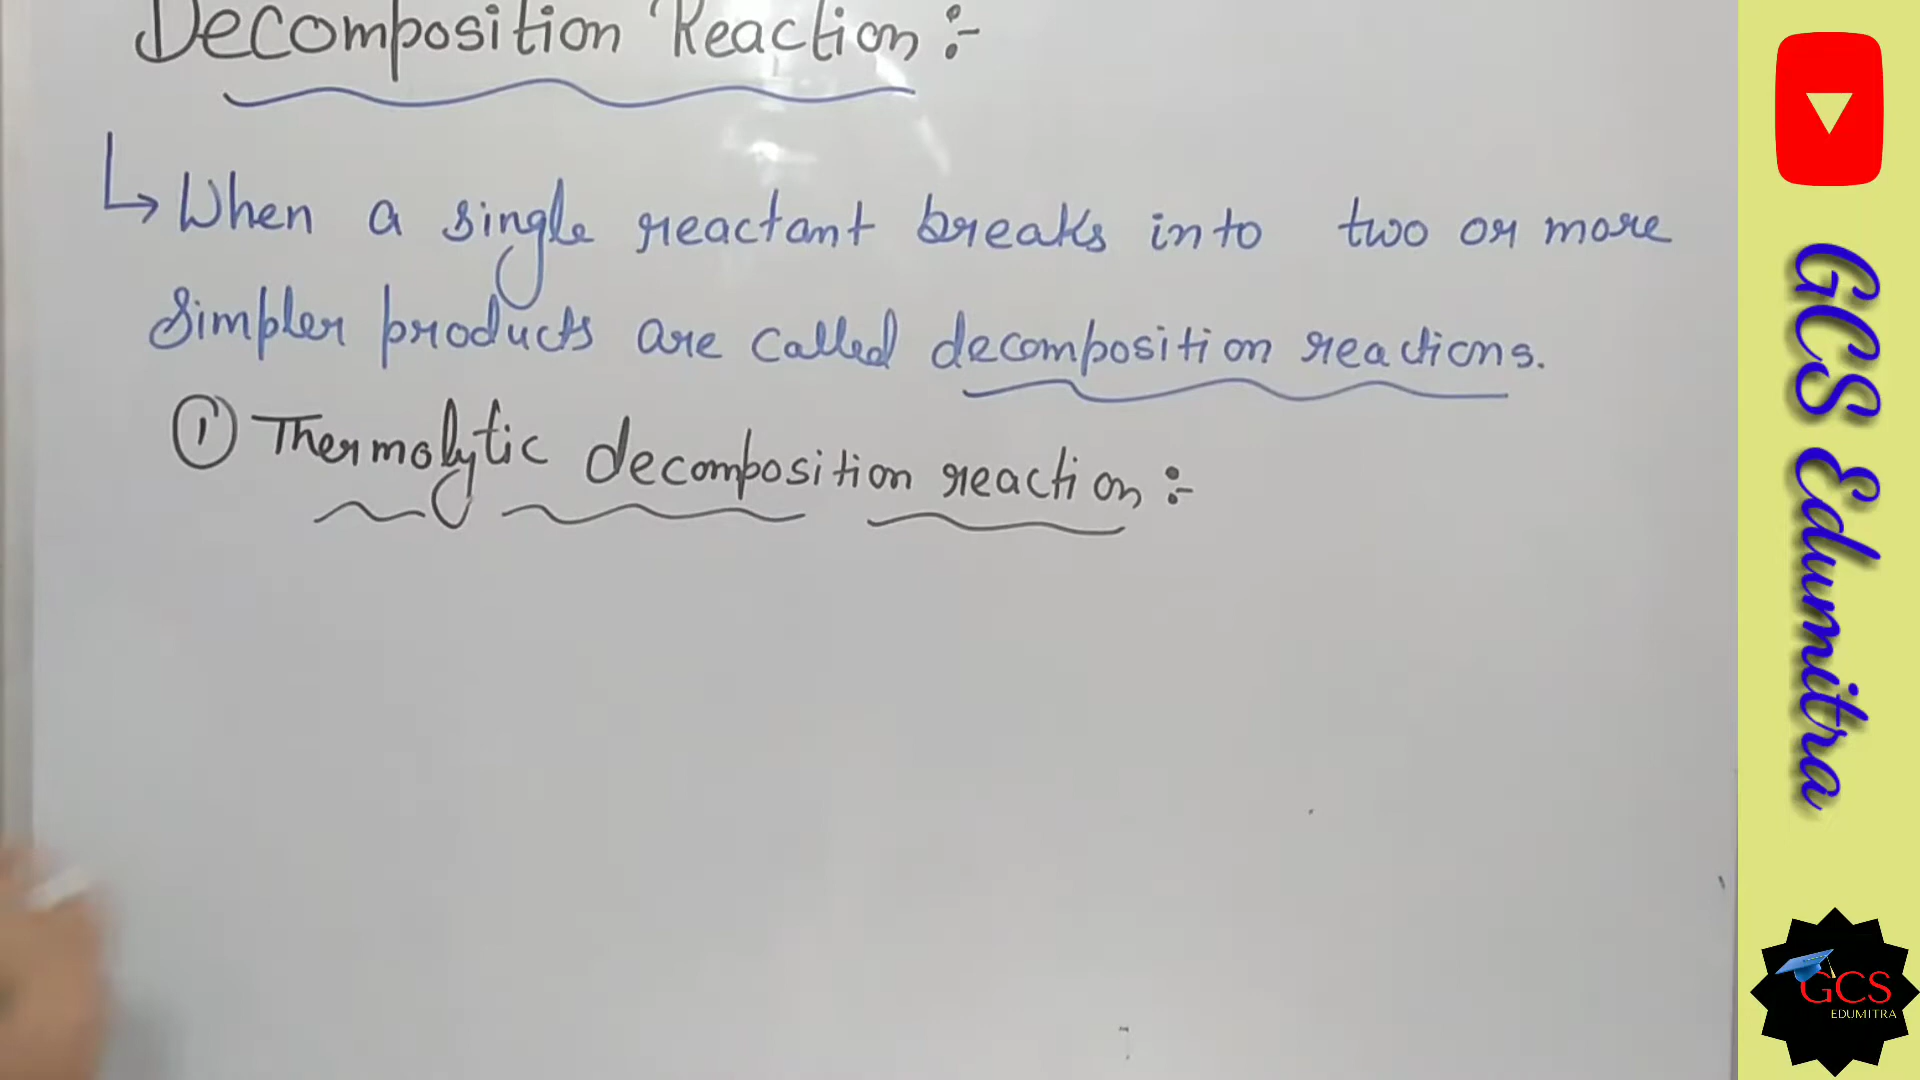 Decomposition Reaction :-
↳ When a single reactant breaks into two or more
simpler products are called decomposition reactions.
① Thermolytic decomposition reaction :-
GCS Edumitra
GCS
EDUMITRA